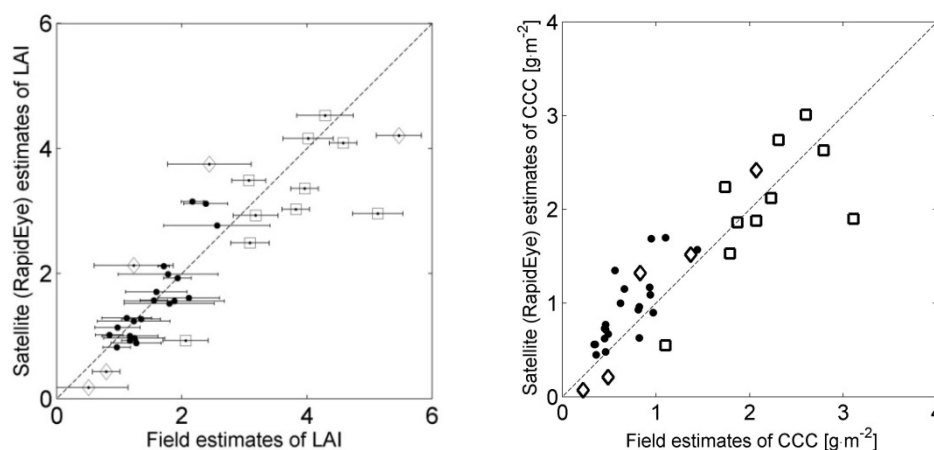 Satellite (RapidEye) estimates of LAI
6
4
2
0
0 2 4 6
Field estimates of LAI
Satellite (RapidEye) estimates of CCC [g·m⁻²]
4
3
2
1
0
0 1 2 3 4
Field estimates of CCC [g·m⁻²]